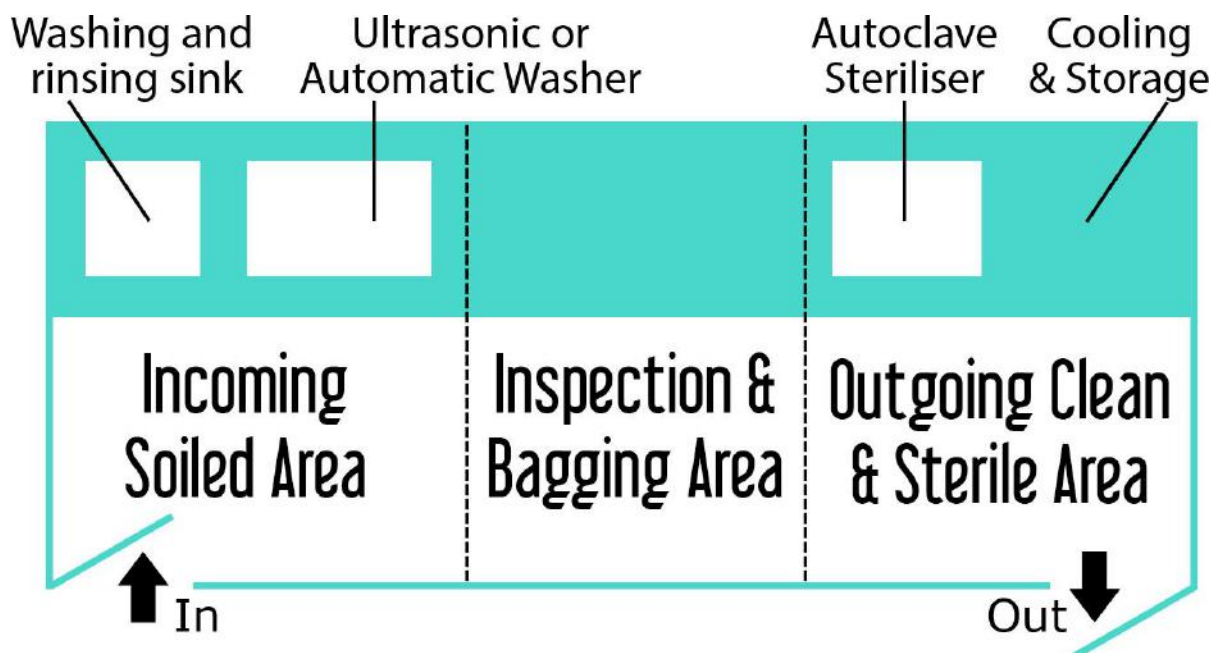 Washing and
rinsing sink
Ultrasonic or
Automatic Washer
Autoclave
Steriliser
Cooling
& Storage
Incoming
Soiled Area
Inspection &
Bagging Area
Outgoing Clean
& Sterile Area
In
Out